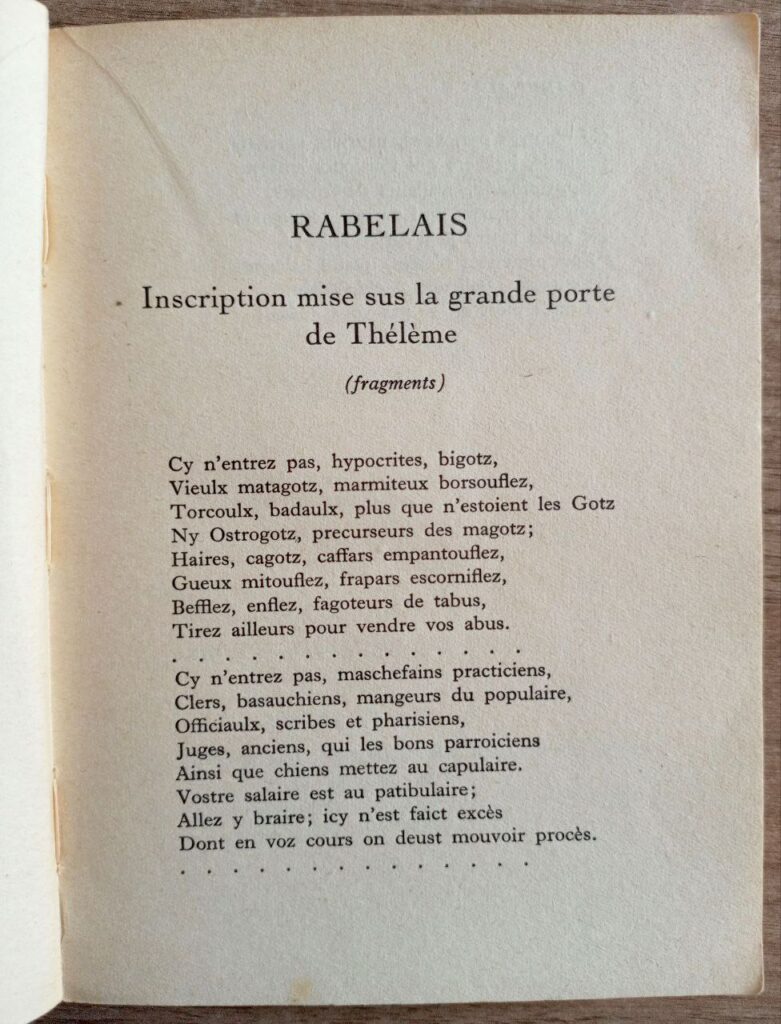 RABELAIS
Inscription mise sus la grande porte
de Thélème
(fragments)
Cy n'entrez pas, hypocrites, bigotz,
Vieulx matagotz, marmiteux borsouflez,
Torcoulx, badaulx, plus que n'estoient les Gotz
Ny Ostrogotz, precurseurs des magotz;
Haires, cagotz, caffars empantouflez,
Gueux mitouflez, frapars escorniflez,
Befflez, enflez, fagoteurs de tabus,
Tirez ailleurs pour vendre vos abus.
. . . . . . . . . . . . . .
Cy n'entrez pas, maschefains practiciens,
Clers, basauchiens, mangeurs du populaire,
Officiaulx, scribes et pharisiens,
Juges, anciens, qui les bons parroiciens
Ainsi que chiens mettez au capulaire.
Vostre salaire est au patibulaire;
Allez y braire; icy n'est faict excès
Dont en voz cours on deust mouvoir procès.
. . . . . . . . . . . . . .